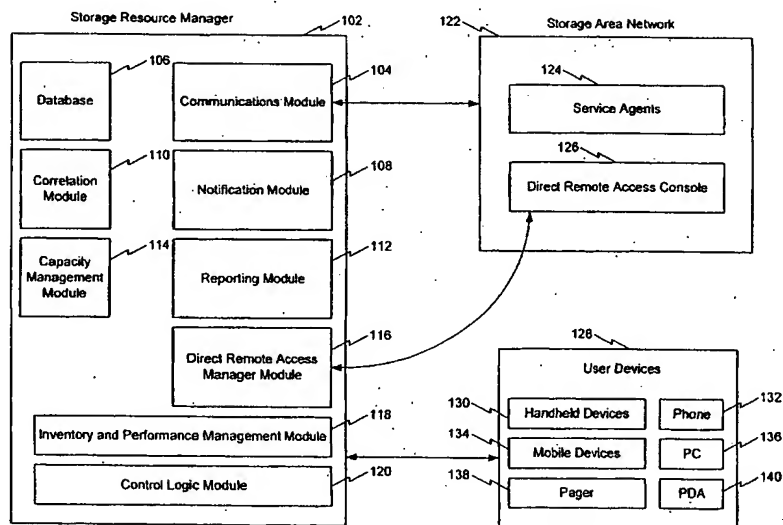 Storage Resource Manager
102
106
Database
104
Communications Module
110
Correlation
Module
108
Notification Module
114
Capacity
Management
Module
112
Reporting Module
116
Direct Remote Access
Manager Module
118
Inventory and Performance Management Module
120
Control Logic Module
Storage Area Network
122
124
Service Agents
126
Direct Remote Access Console
128
User Devices
130
Handheld Devices
132
Phone
134
Mobile Devices
136
PC
138
Pager
140
PDA